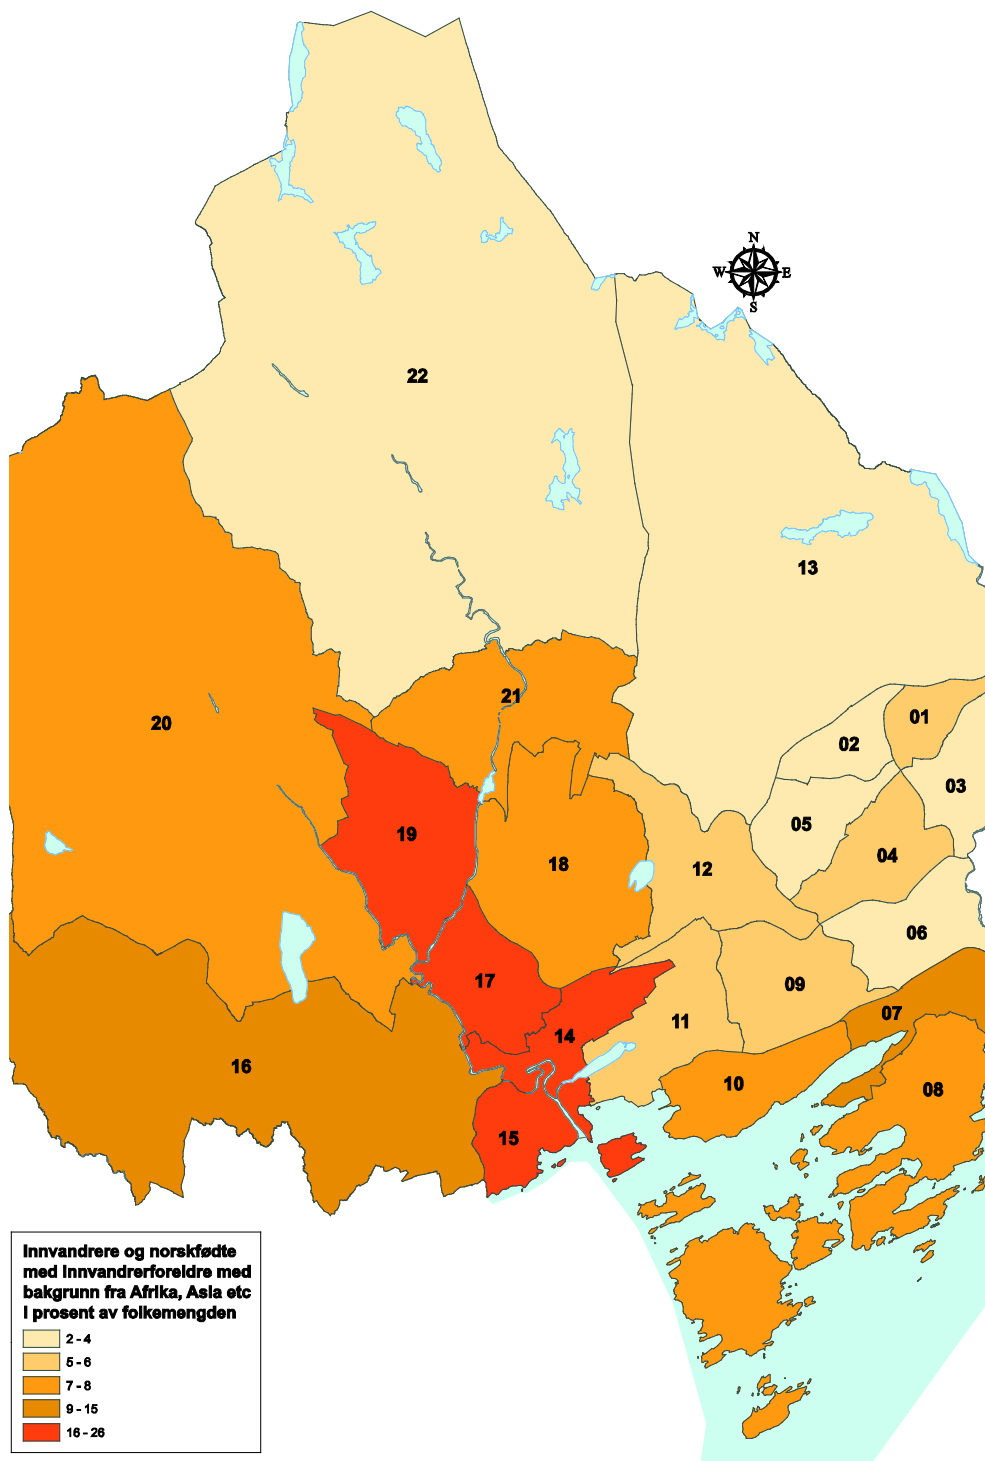 N
W E
S
22
13
20
21
01
02
03
05
19
04
18
12
06
17
09
07
14
11
16
10
08
15
Innvandrere og norskfødte
med innvandrerforeldre med
bakgrunn fra Afrika, Asia etc
i prosent av folkemengden
2 - 4
5 - 6
7 - 8
9 - 15
16 - 26